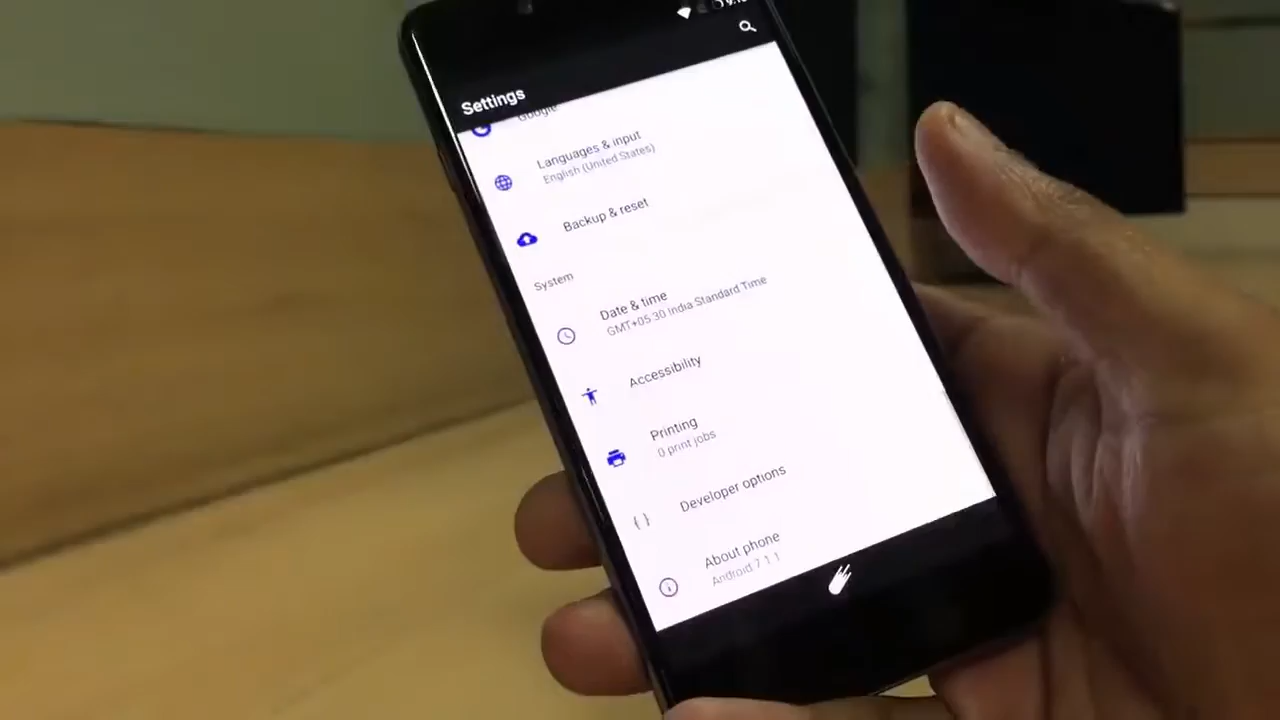 Settings
Google
Languages & input
English (United States)
Backup & reset
System
Date & time
GMT+05:30 India Standard Time
Accessibility
Printing
0 print jobs
Developer options
{ }
About phone
Android 7.1.1